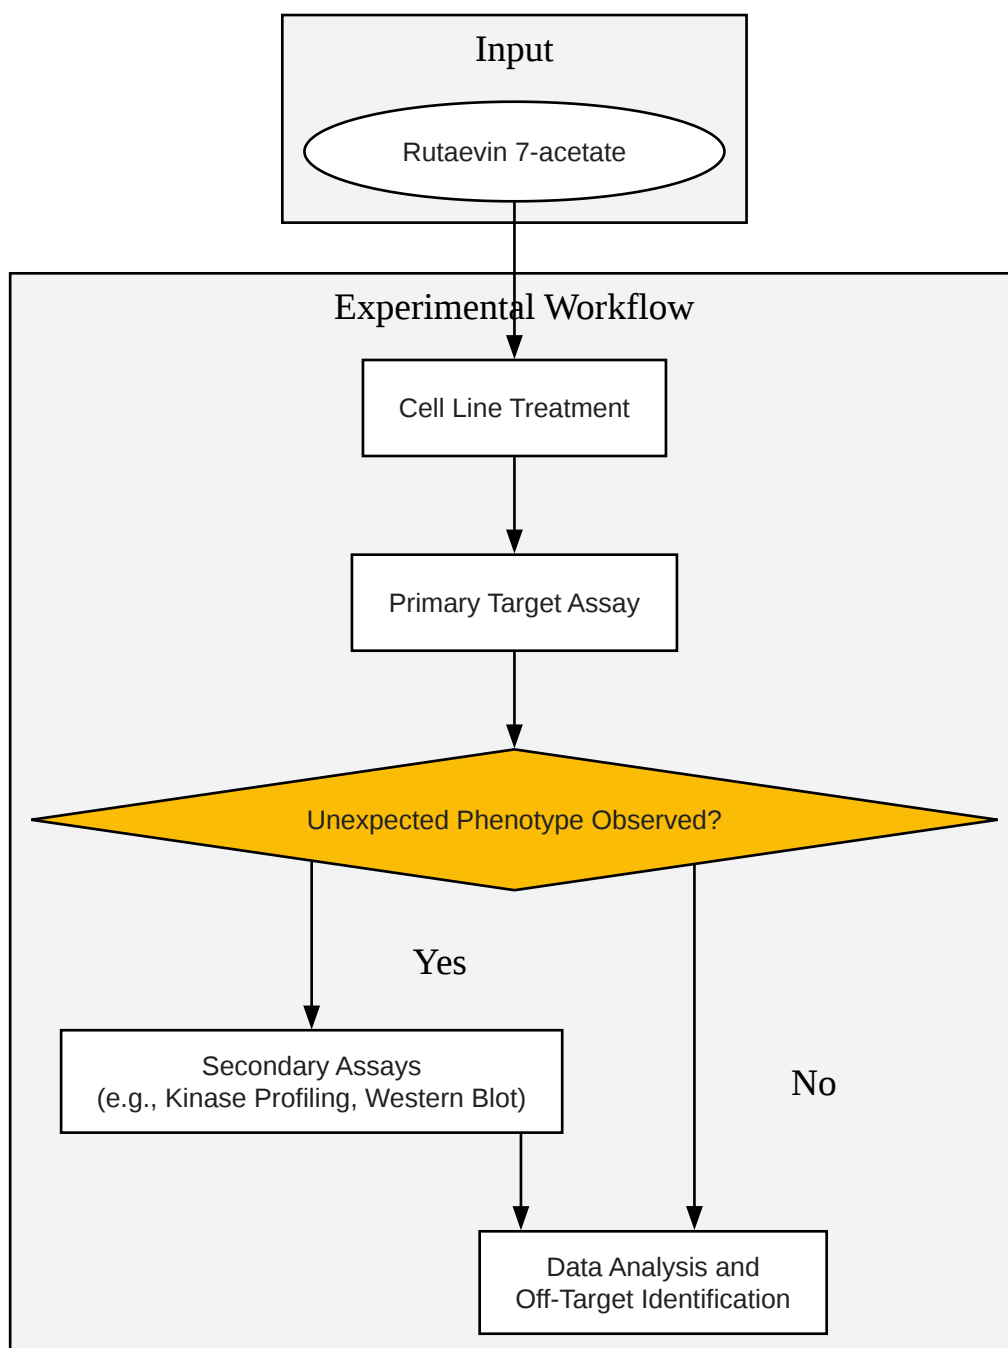 Input
Rutaevin 7-acetate
Experimental Workflow
Cell Line Treatment
Primary Target Assay
Unexpected Phenotype Observed?
Yes
Secondary Assays
(e.g., Kinase Profiling, Western Blot)
No
Data Analysis and
Off-Target Identification